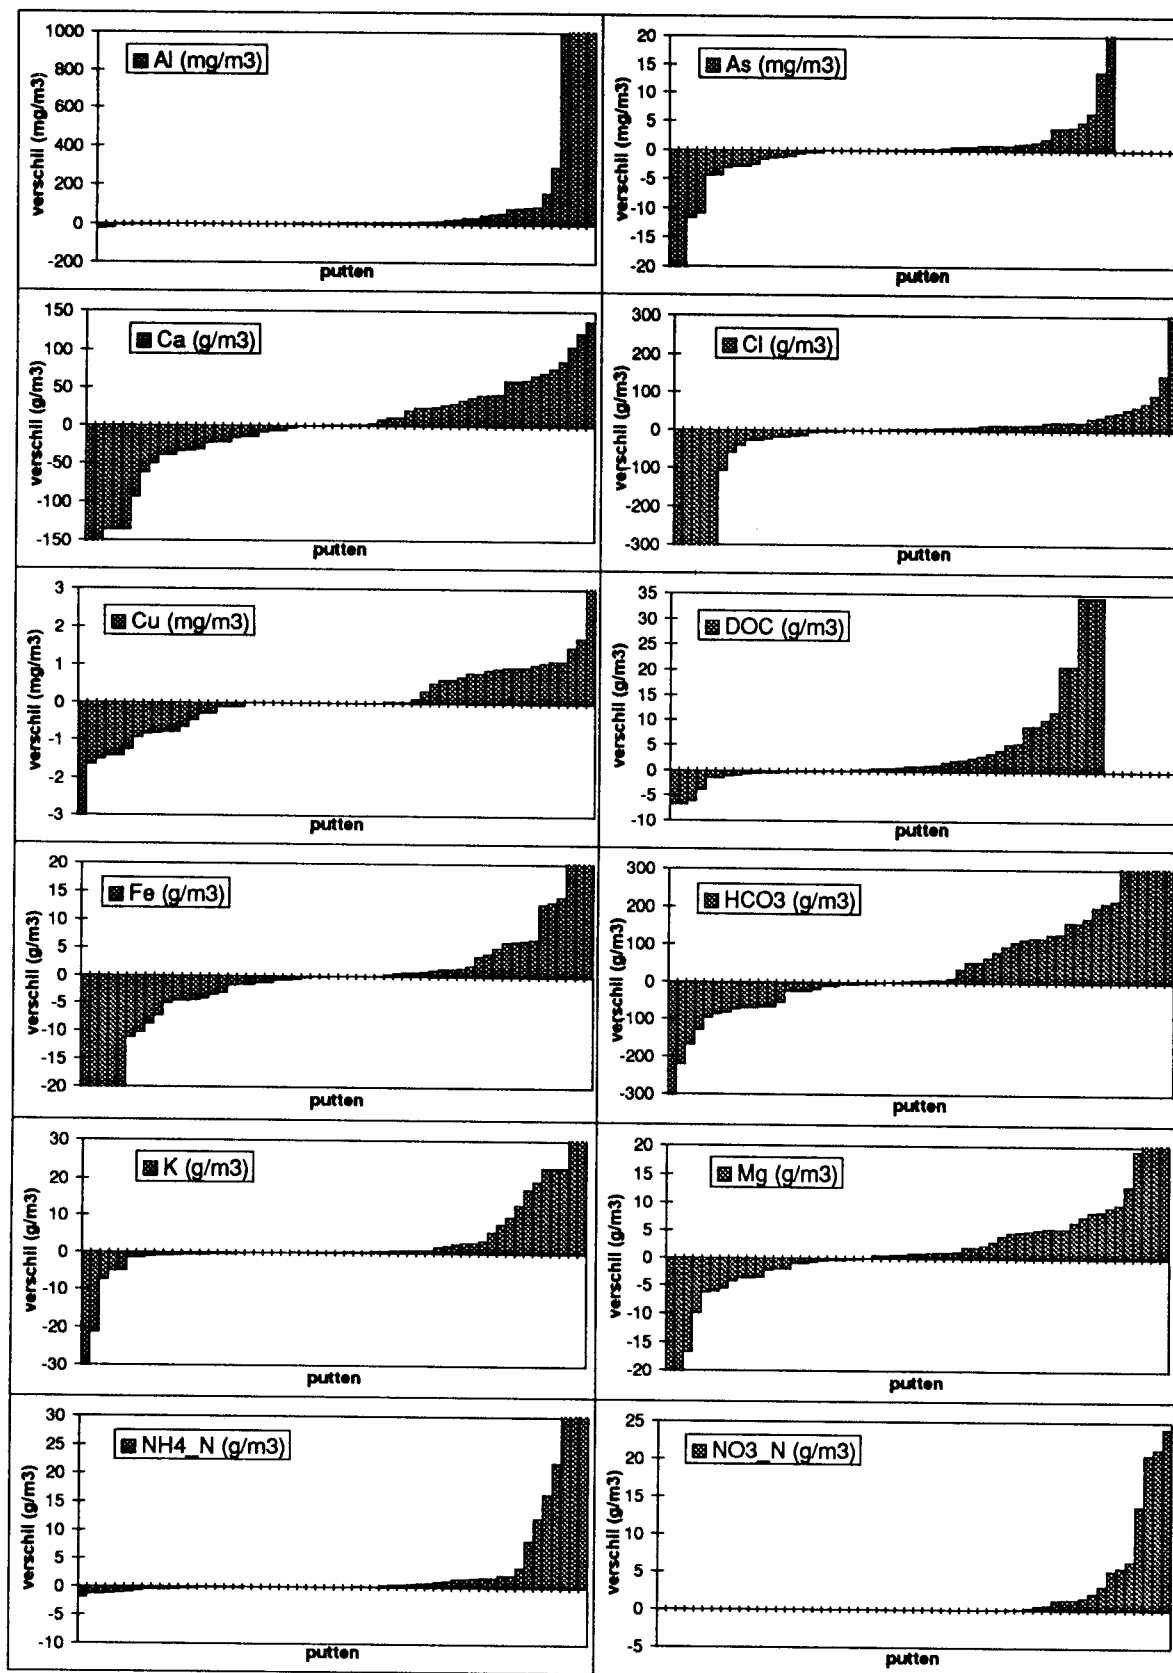 Al (mg/m3)
verschil (mg/m3)
1000
800
600
400
200
0
-200
putten
As (mg/m3)
verschil (mg/m3)
20
15
10
5
0
-5
-10
-15
-20
putten
Ca (g/m3)
verschil (g/m3)
150
100
50
0
-50
-100
-150
putten
Cl (g/m3)
verschil (g/m3)
300
200
100
0
-100
-200
-300
putten
Cu (mg/m3)
verschil (mg/m3)
3
2
1
0
-1
-2
-3
putten
DOC (g/m3)
verschil (g/m3)
35
30
25
20
15
10
5
0
-5
-10
putten
Fe (g/m3)
verschil (g/m3)
20
15
10
5
0
-5
-10
-15
-20
putten
HCO3 (g/m3)
verschil (g/m3)
300
200
100
0
-100
-200
-300
putten
K (g/m3)
verschil (g/m3)
30
20
10
0
-10
-20
-30
putten
Mg (g/m3)
verschil (g/m3)
20
15
10
5
0
-5
-10
-15
-20
putten
NH4_N (g/m3)
verschil (g/m3)
30
25
20
15
10
5
0
-5
-10
putten
NO3_N (g/m3)
verschil (g/m3)
25
20
15
10
5
0
-5
putten